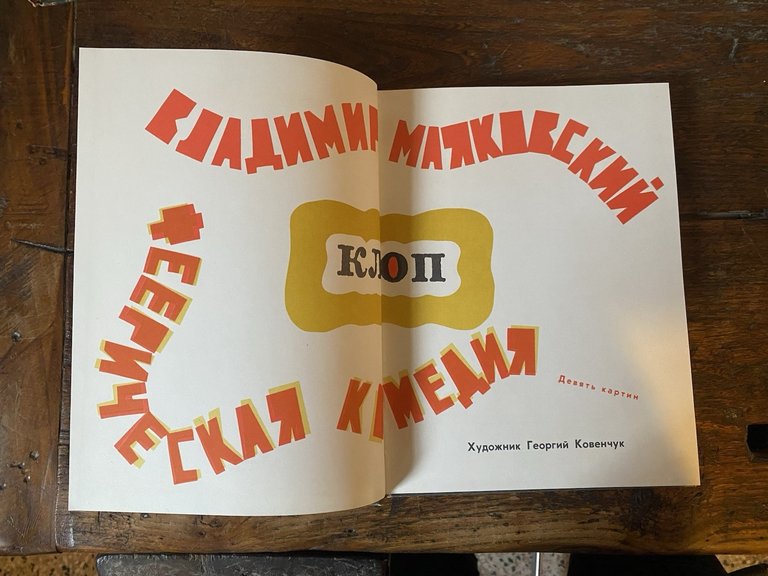 ВЛАДИМИР МАЯКОВСКИЙ
КЛОП
ФЕЕРИЧЕСКАЯ КОМЕДИЯ
Девять картин
Художник Георгий Ковенчук